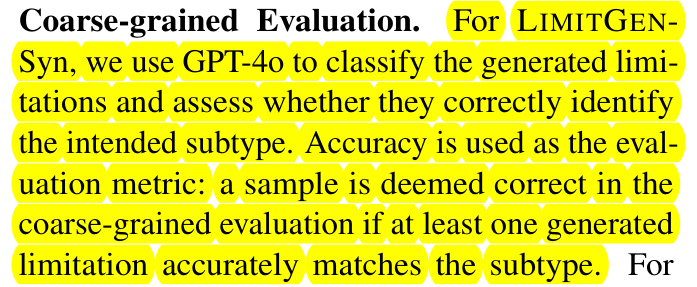 Coarse-grained Evaluation. For LIMITGEN-
Syn, we use GPT-4o to classify the generated limi-
tations and assess whether they correctly identify
the intended subtype. Accuracy is used as the eval-
uation metric: a sample is deemed correct in the
coarse-grained evaluation if at least one generated
limitation accurately matches the subtype. For